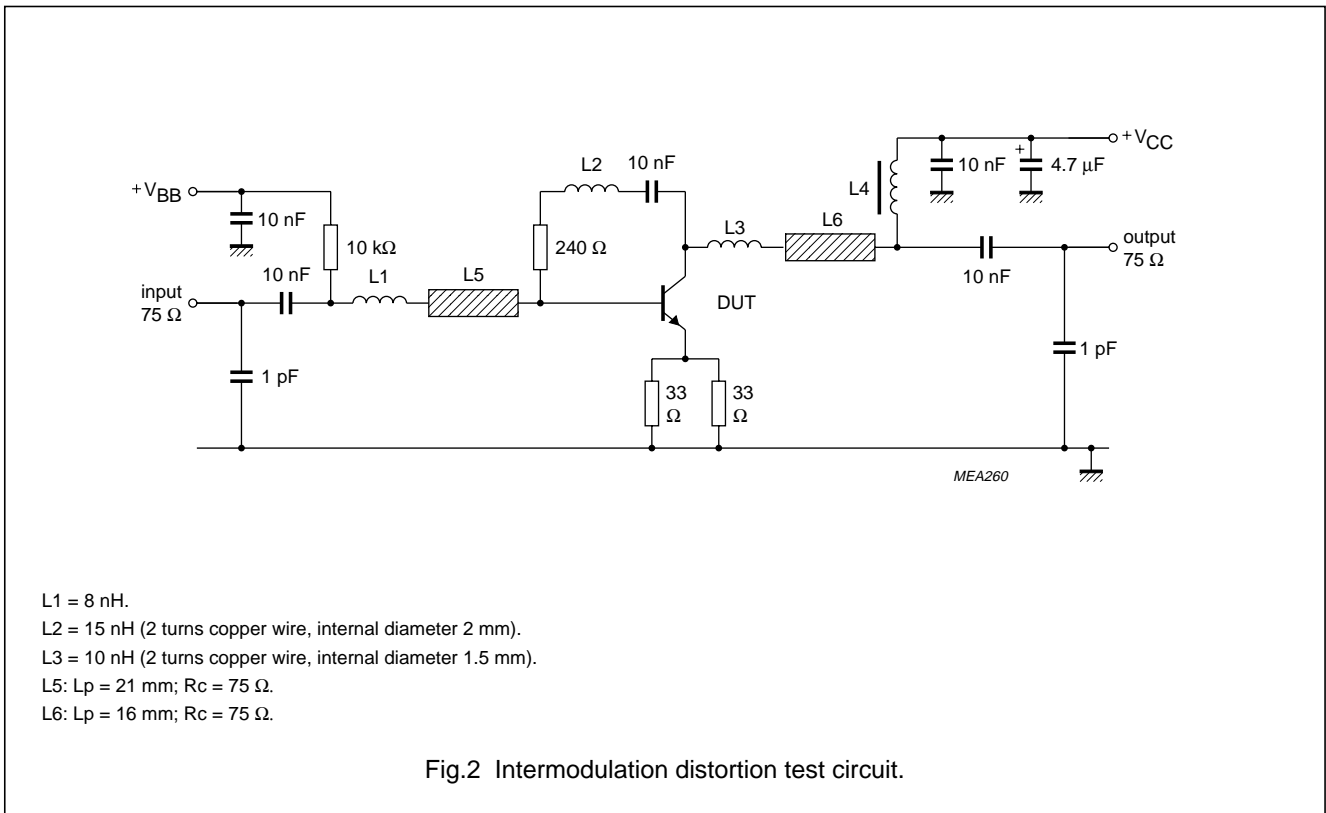 +VCC
L2
10 nF
10 nF
+
4.7 μF
L4
+VBB
10 nF
L3
L6
10 kΩ
240 Ω
output
75 Ω
10 nF
L1
L5
10 nF
input
75 Ω
DUT
1 pF
1 pF
33
Ω
33
Ω
MEA260
L1 = 8 nH.
L2 = 15 nH (2 turns copper wire, internal diameter 2 mm).
L3 = 10 nH (2 turns copper wire, internal diameter 1.5 mm).
L5: Lp = 21 mm; Rc = 75 Ω.
L6: Lp = 16 mm; Rc = 75 Ω.
Fig.2 Intermodulation distortion test circuit.